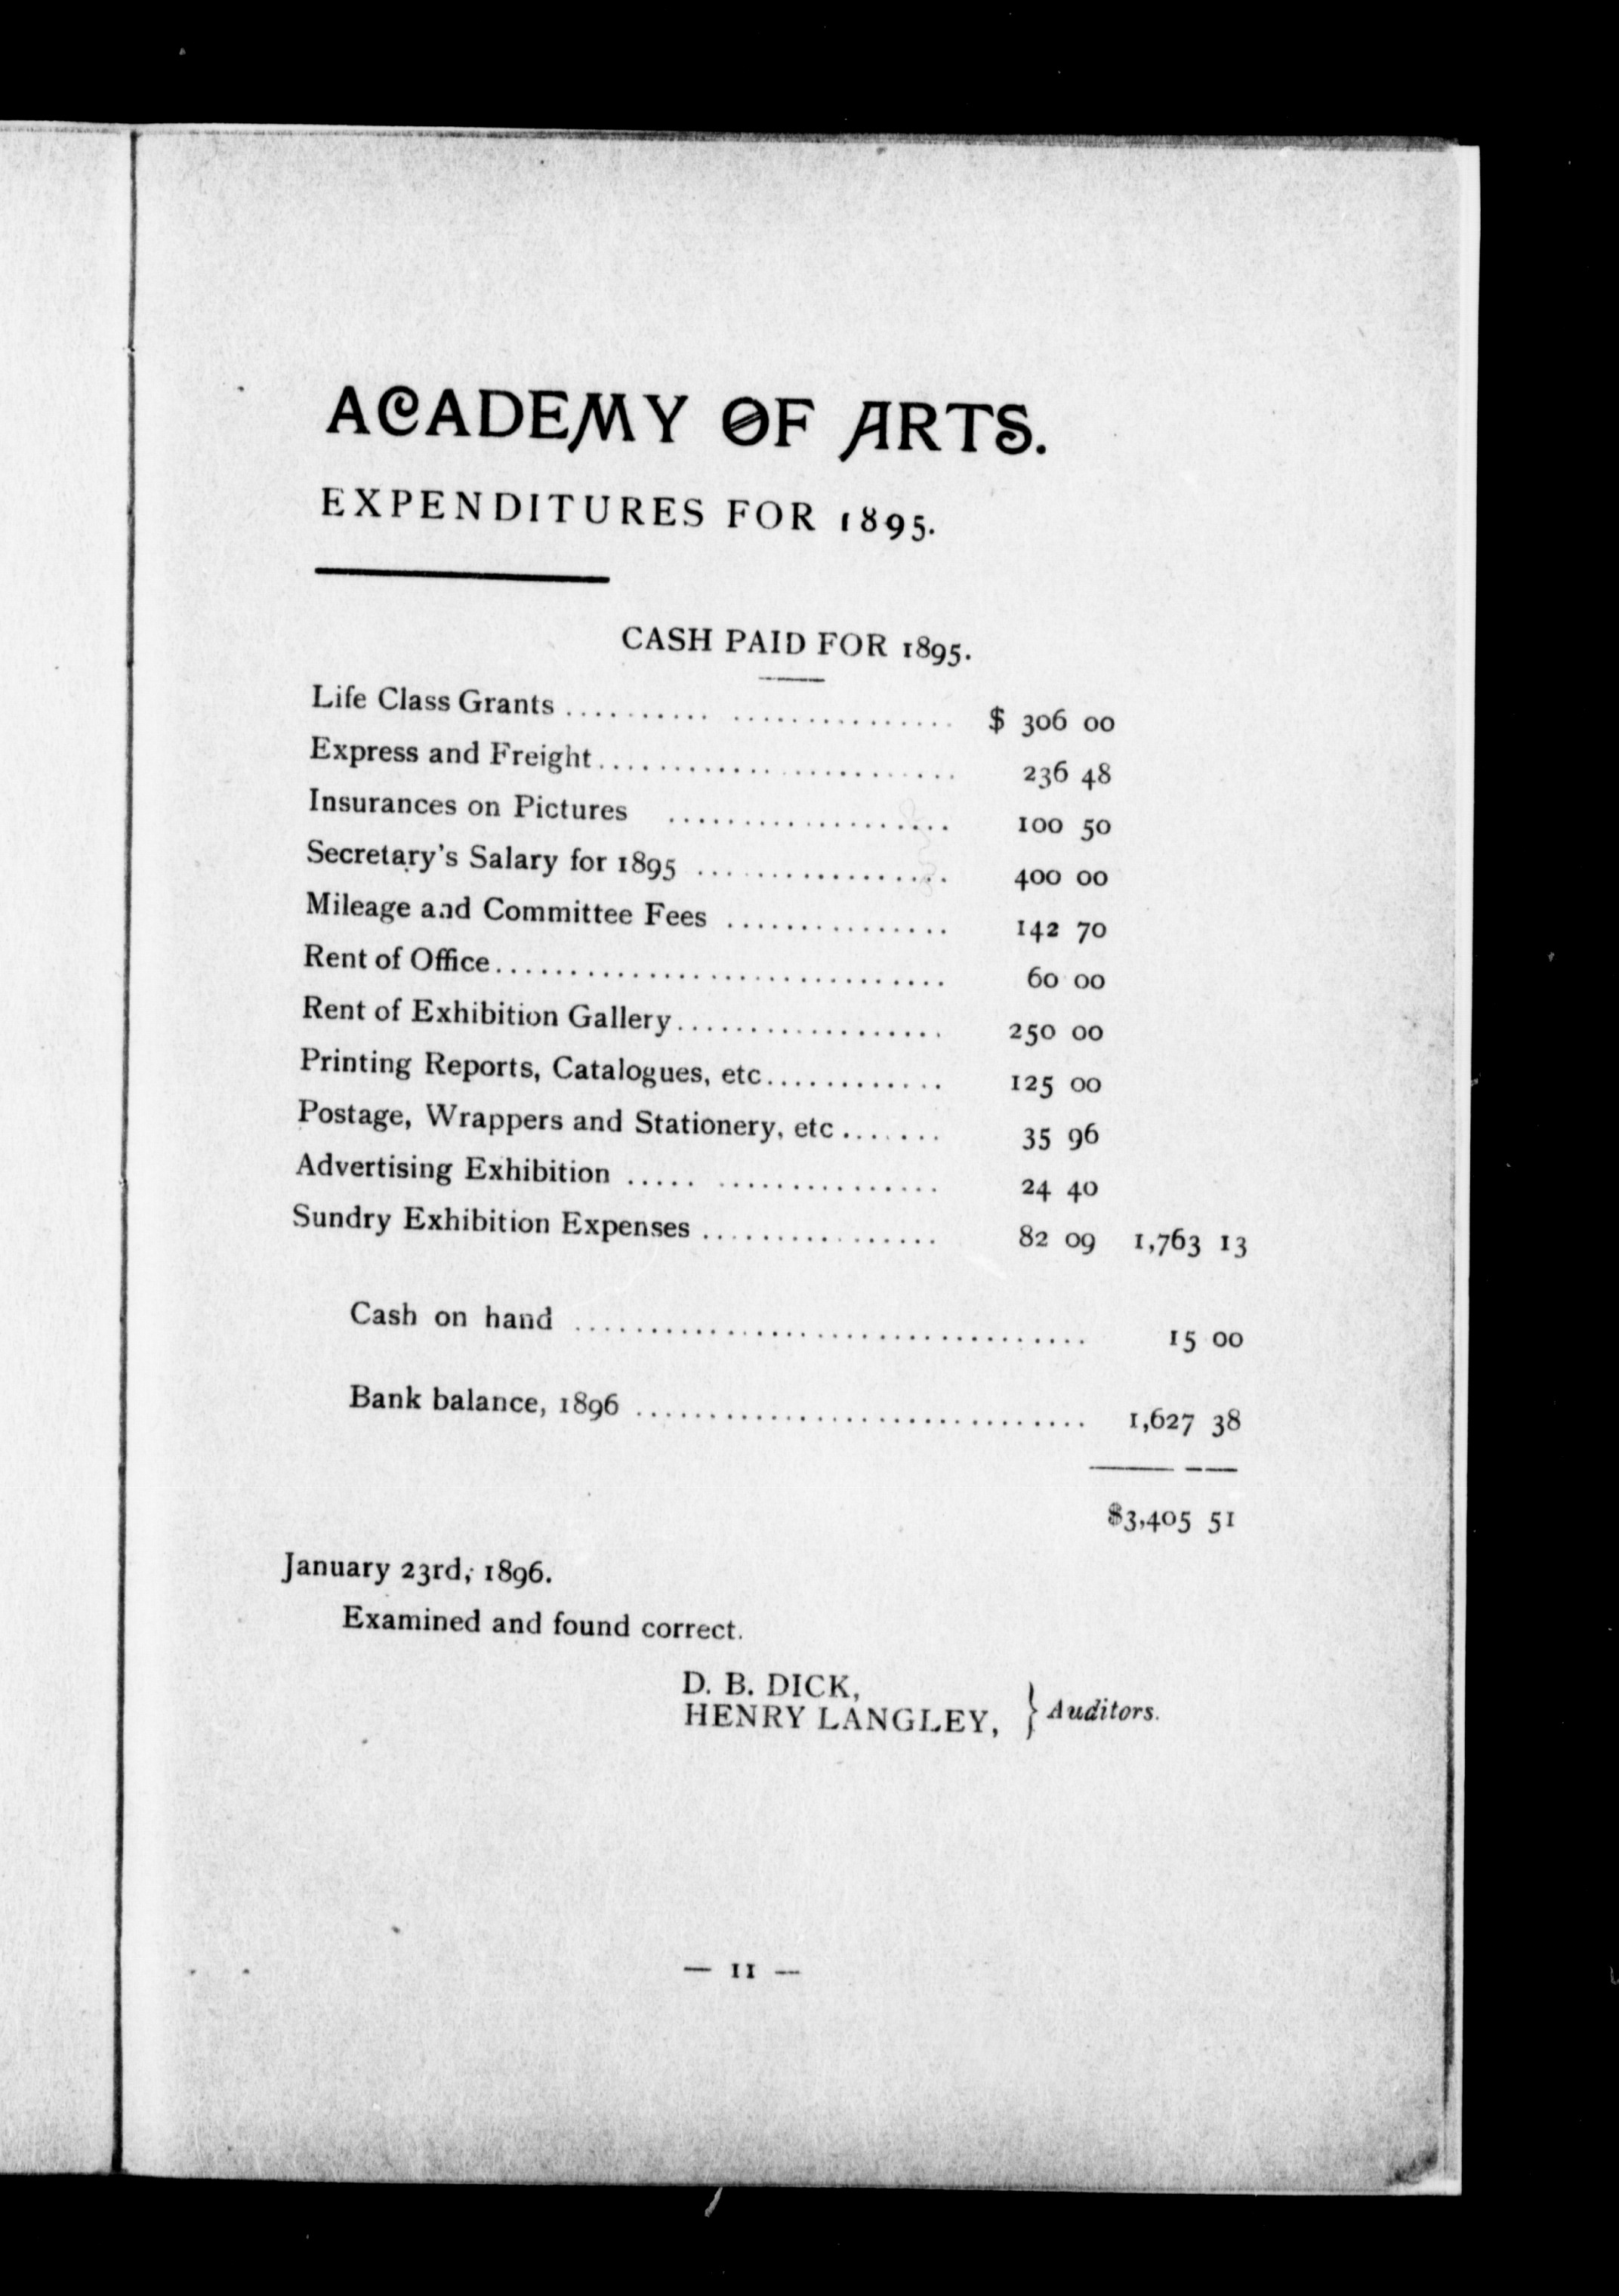 ACADEMY OF ARTS.
EXPENDITURES FOR 1895.
CASH PAID FOR 1895.
Life Class Grants .......... ............... $ 306 00
Express and Freight........................ 236 48
Insurances on Pictures ................... 100 50
Secretary's Salary for 1895 ................. 400 00
Mileage and Committee Fees ............... 142 70
Rent of Office............................... 60 00
Rent of Exhibition Gallery.................. 250 00
Printing Reports, Catalogues, etc............ 125 00
Postage, Wrappers and Stationery, etc....... 35 96
Advertising Exhibition ..... ............... 24 40
Sundry Exhibition Expenses ................ 82 09 1,763 13
Cash on hand .................................. 15 00
Bank balance, 1896 .............................. 1,627 38
$3,405 51
January 23rd, 1896.
Examined and found correct.
D. B. DICK,
HENRY LANGLEY, } Auditors.
— 11 —